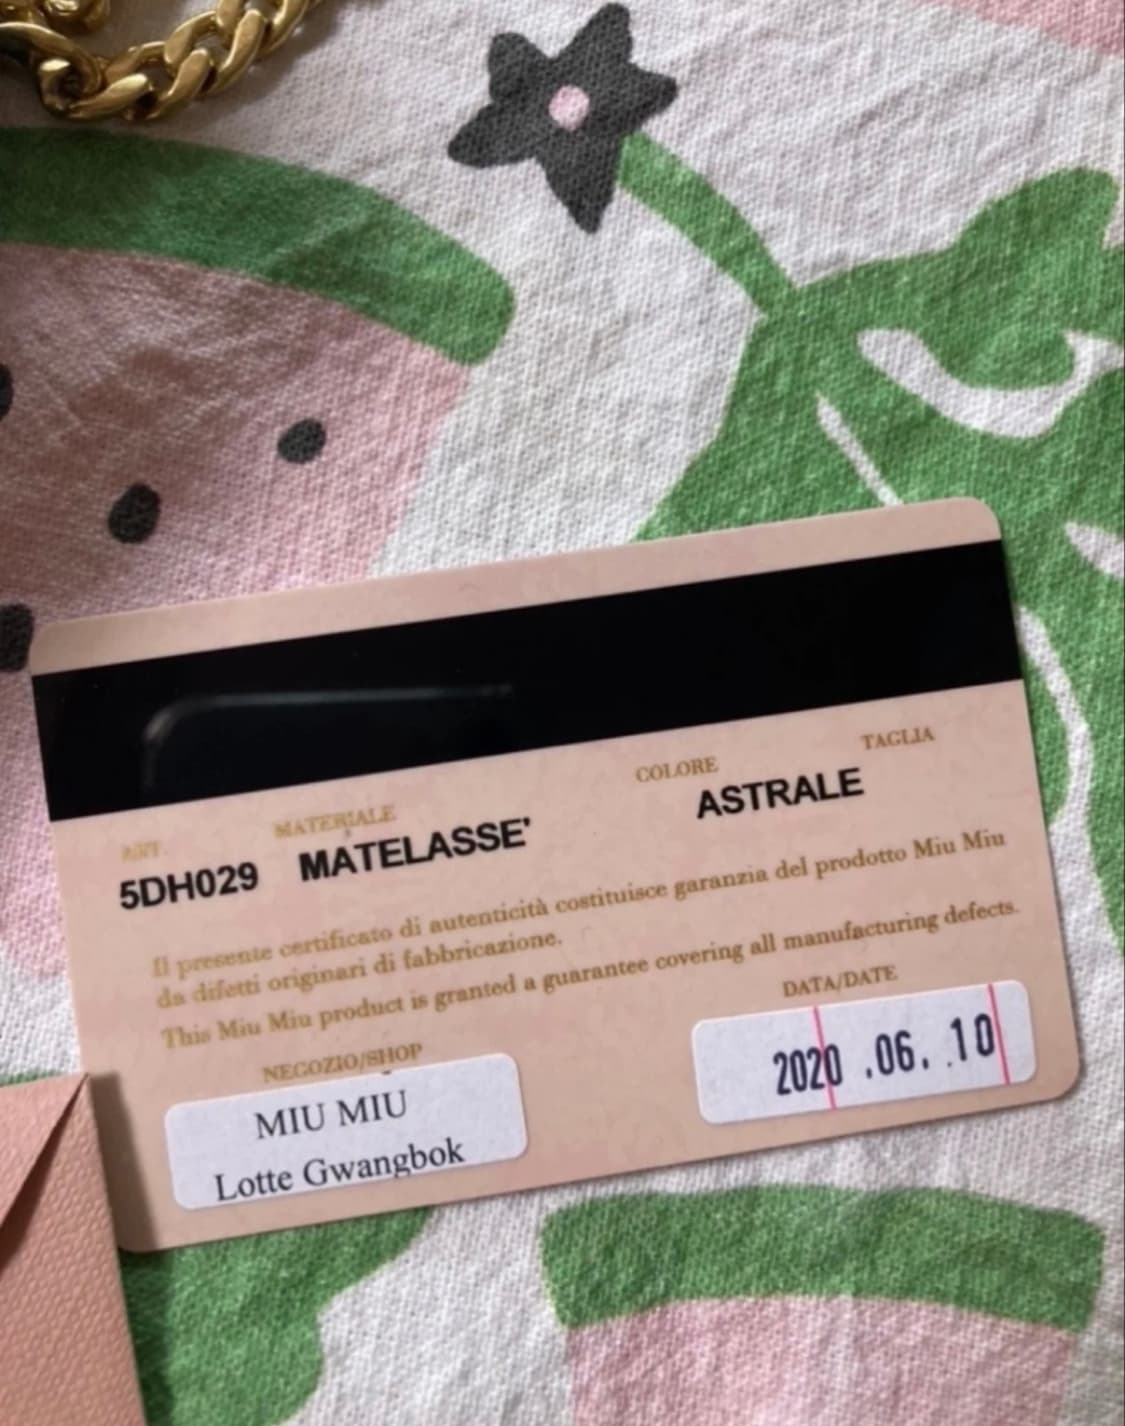 ART. MATERIALE COLORE TAGLIA
5DH029 MATELASSE' ASTRALE
Il presente certificato di autenticità costituisce garanzia del prodotto Miu Miu
da difetti originari di fabbricazione.
This Miu Miu product is granted a guarantee covering all manufacturing defects.
NEGOZIO/SHOP
MIU MIU
Lotte Gwangbok
DATA/DATE
2020 .06. .10